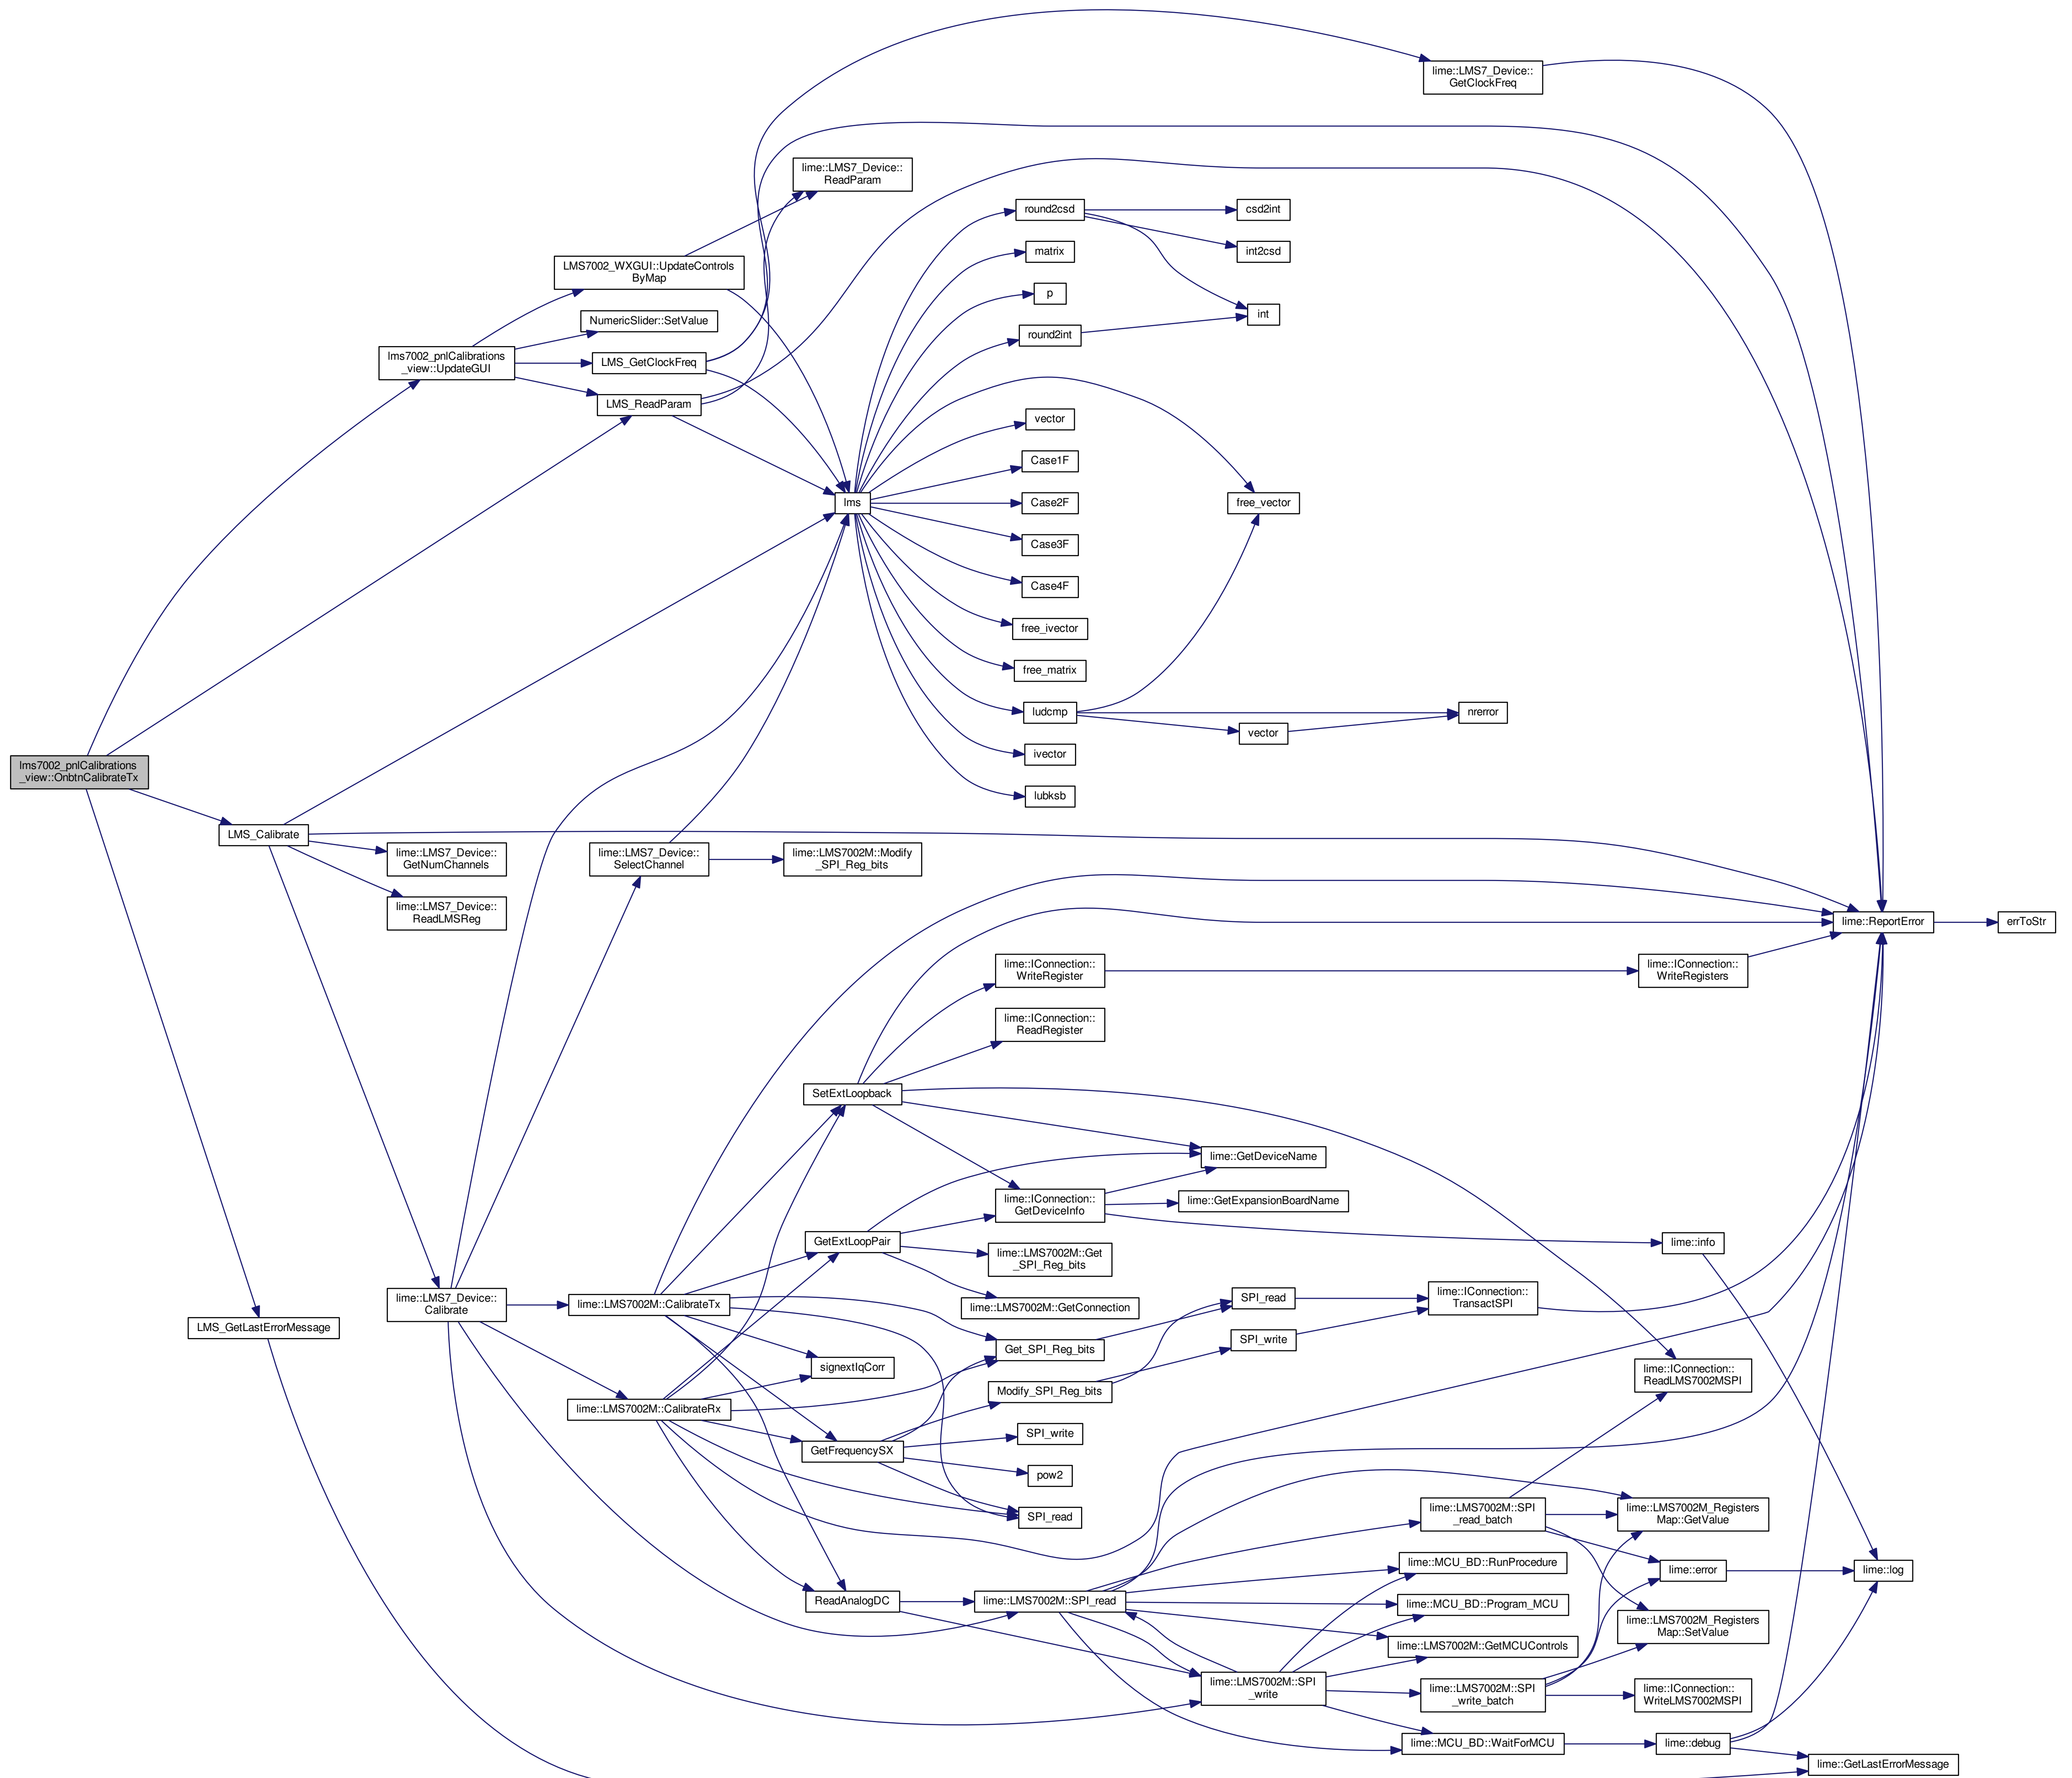 lime::LMS7_Device::
GetClockFreq
lime::LMS7_Device::
ReadParam
round2csd
csd2int
matrix
int2csd
LMS7002_WXGUI::UpdateControls
ByMap
p
int
NumericSlider::SetValue
round2int
lms7002_pnlCalibrations
_view::UpdateGUI
LMS_GetClockFreq
LMS_ReadParam
vector
Case1F
lms
Case2F
free_vector
Case3F
Case4F
free_ivector
free_matrix
ludcmp
nrerror
vector
ivector
lms7002_pnlCalibrations
_view::OnbtnCalibrateTx
lubksb
LMS_Calibrate
lime::LMS7_Device::
GetNumChannels
lime::LMS7_Device::
SelectChannel
lime::LMS7002M::Modify
_SPI_Reg_bits
lime::LMS7_Device::
ReadLMSReg
lime::ReportError
errToStr
lime::IConnection::
WriteRegister
lime::IConnection::
WriteRegisters
lime::IConnection::
ReadRegister
SetExtLoopback
lime::GetDeviceName
lime::IConnection::
GetDeviceInfo
lime::GetExpansionBoardName
GetExtLoopPair
lime::LMS7002M::Get
_SPI_Reg_bits
lime::info
lime::LMS7_Device::
Calibrate
lime::LMS7002M::CalibrateTx
lime::LMS7002M::GetConnection
SPI_read
lime::IConnection::
TransactSPI
LMS_GetLastErrorMessage
SPI_write
Get_SPI_Reg_bits
signextIqCorr
lime::IConnection::
ReadLMS7002MSPI
Modify_SPI_Reg_bits
lime::LMS7002M::CalibrateRx
SPI_write
GetFrequencySX
pow2
SPI_read
lime::LMS7002M::SPI
_read_batch
lime::LMS7002M_Registers
Map::GetValue
lime::MCU_BD::RunProcedure
lime::error
lime::log
ReadAnalogDC
lime::LMS7002M::SPI_read
lime::MCU_BD::Program_MCU
lime::LMS7002M_Registers
Map::SetValue
lime::LMS7002M::GetMCUControls
lime::LMS7002M::SPI
_write
lime::LMS7002M::SPI
_write_batch
lime::IConnection::
WriteLMS7002MSPI
lime::MCU_BD::WaitForMCU
lime::debug
lime::GetLastErrorMessage